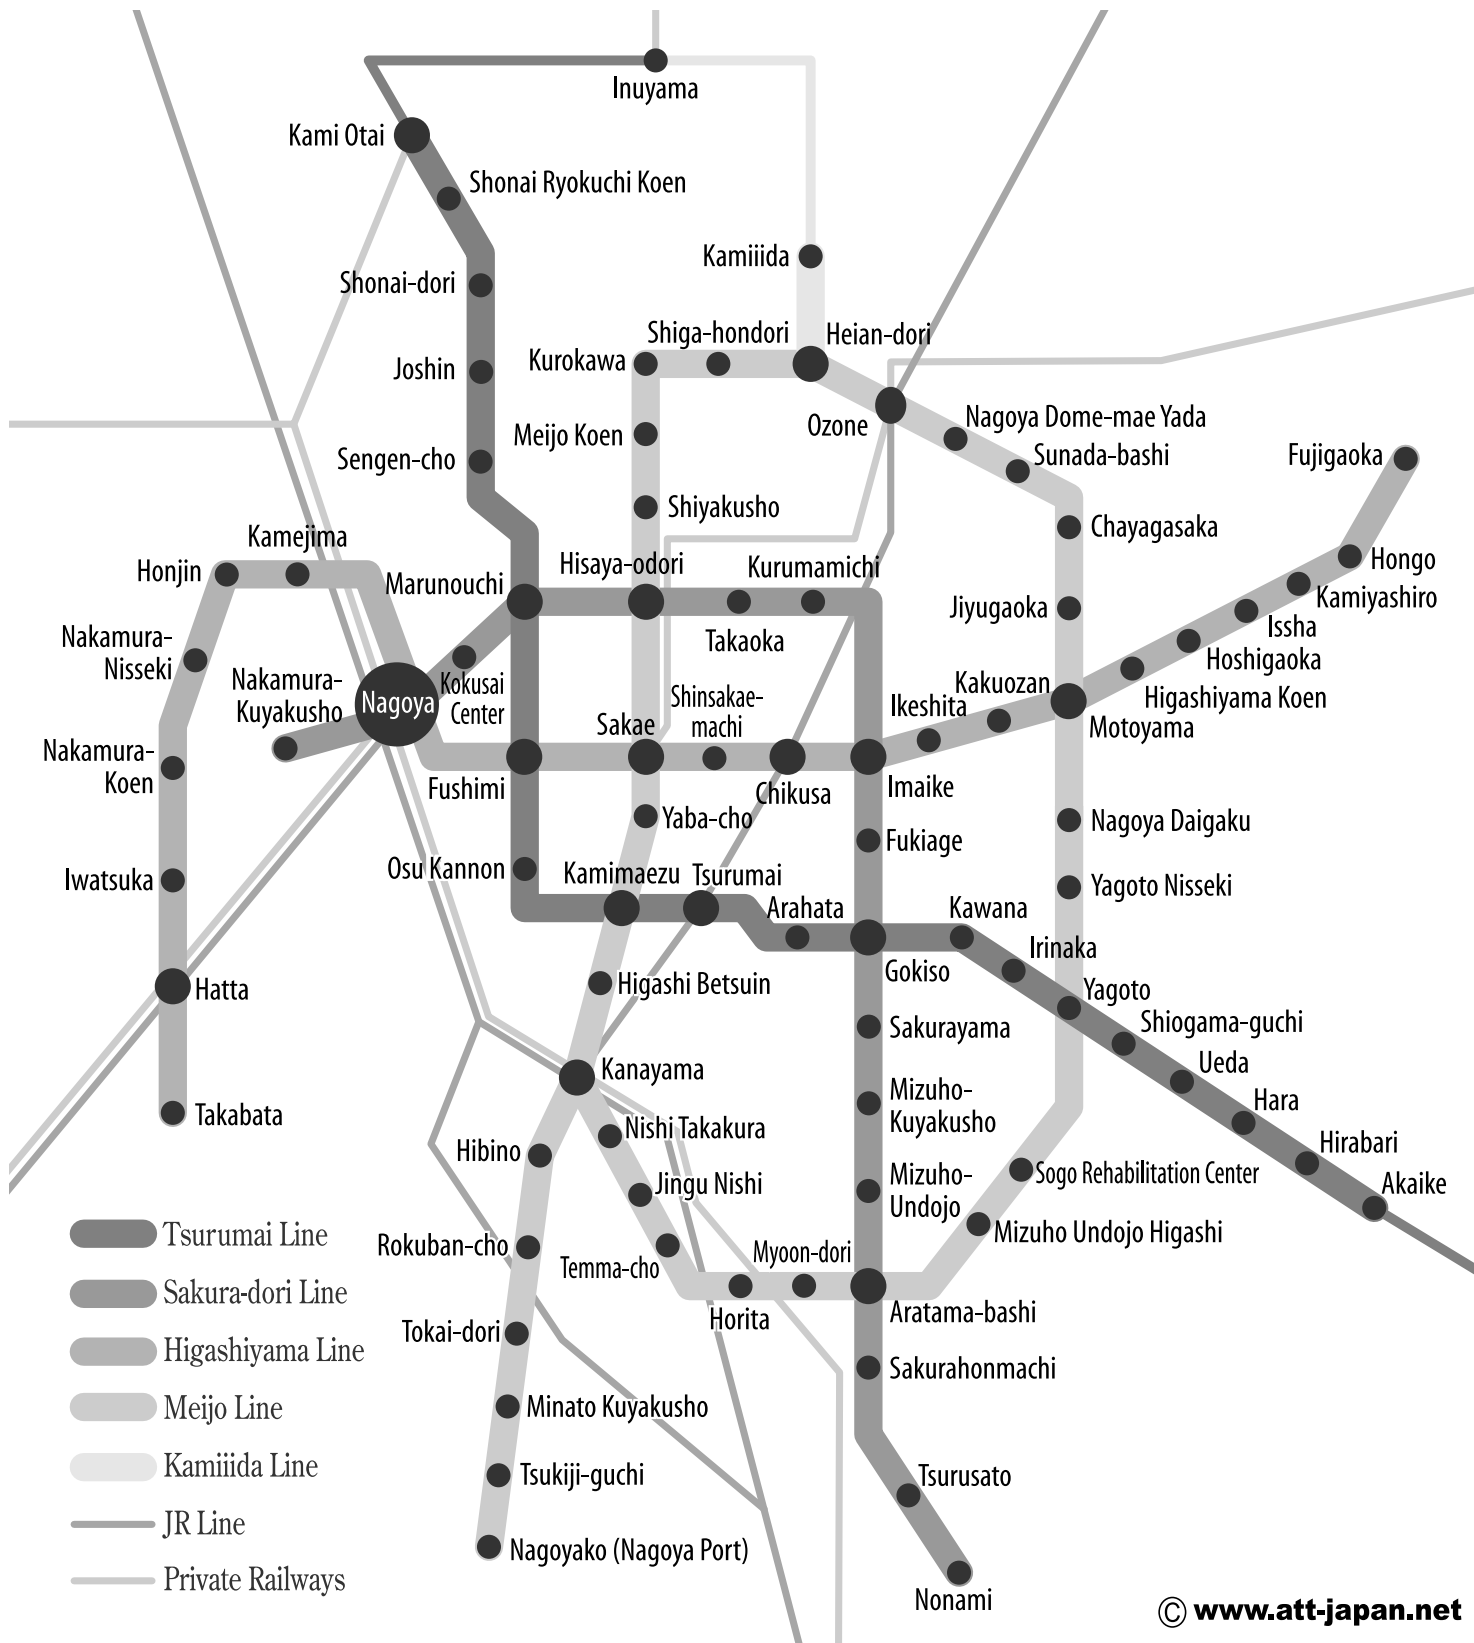 Inuyama
Kami Otai
Shonai Ryokuchi Koen
Kamiiida
Shonai-dori
Shiga-hondori
Heian-dori
Kurokawa
Joshin
Nagoya Dome-mae Yada
Ozone
Meijo Koen
Sunada-bashi
Fujigaoka
Sengen-cho
Shiyakusho
Chayagasaka
Kamejima
Hisaya-odori
Kurumamichi
Hongo
Honjin
Marunouchi
Kamiyashiro
Jiyugaoka
Issha
Nakamura-
Nisseki
Takaoka
Hoshigaoka
Nakamura-
Kuyakusho
Nagoya
Kokusai
Center
Shinsakae-
machi
Kakuozan
Higashiyama Koen
Ikeshita
Sakae
Motoyama
Nakamura-
Koen
Fushimi
Chikusa
Imaike
Yaba-cho
Nagoya Daigaku
Fukiage
Iwatsuka
Osu Kannon
Kamimaezu
Tsurumai
Yagoto Nisseki
Arahata
Kawana
Irinaka
Gokiso
Hatta
Higashi Betsuin
Yagoto
Shiogama-guchi
Sakurayama
Ueda
Kanayama
Hara
Takabata
Mizuho-
Kuyakusho
Nishi Takakura
Hirabari
Hibino
Sogo Rehabilitation Center
Jingu Nishi
Mizuho-
Undojo
Akaike
Tsurumai Line
Rokuban-cho
Mizuho Undojo Higashi
Myoon-dori
Temma-cho
Sakura-dori Line
Horita
Aratama-bashi
Tokai-dori
Higashiyama Line
Sakurahonmachi
Meijo Line
Minato Kuyakusho
Kamiiida Line
Tsukiji-guchi
Tsurusato
JR Line
Nagoyako (Nagoya Port)
Private Railways
Nonami
© www.att-japan.net